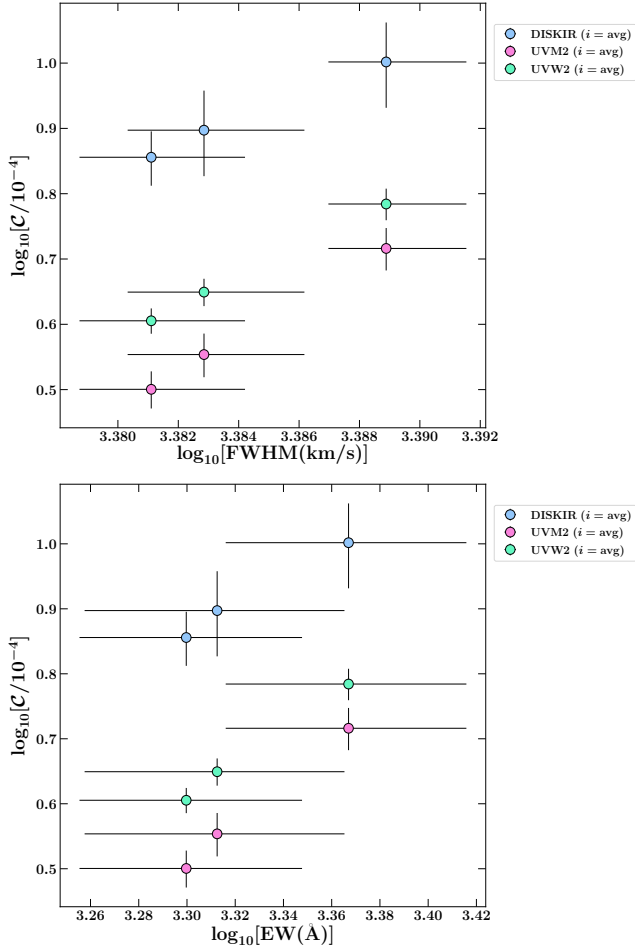 DISKIR (i = avg)
UVM2 (i = avg)
UVW2 (i = avg)
1.0
0.9
0.8
0.7
0.6
0.5
log₁₀[𝒞/10⁻⁴]
3.380 3.382 3.384 3.386 3.388 3.390 3.392
log₁₀[FWHM(km/s)]
DISKIR (i = avg)
UVM2 (i = avg)
UVW2 (i = avg)
1.0
0.9
0.8
0.7
0.6
0.5
log₁₀[𝒞/10⁻⁴]
3.26 3.28 3.30 3.32 3.34 3.36 3.38 3.40 3.42
log₁₀[EW(Å)]